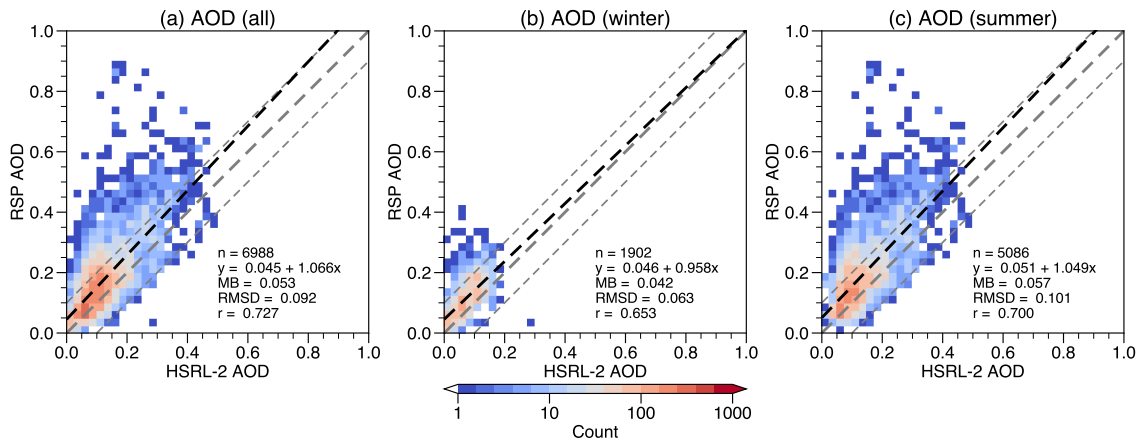 (a) AOD (all)
1.0
0.8
0.6
0.4
0.2
0.0
RSP AOD
n = 6988
y = 0.045 + 1.066x
MB = 0.053
RMSD = 0.092
r = 0.727
0.0 0.2 0.4 0.6 0.8 1.0
HSRL-2 AOD
(b) AOD (winter)
1.0
0.8
0.6
0.4
0.2
0.0
RSP AOD
n = 1902
y = 0.046 + 0.958x
MB = 0.042
RMSD = 0.063
r = 0.653
0.0 0.2 0.4 0.6 0.8 1.0
HSRL-2 AOD
(c) AOD (summer)
1.0
0.8
0.6
0.4
0.2
0.0
RSP AOD
n = 5086
y = 0.051 + 1.049x
MB = 0.057
RMSD = 0.101
r = 0.700
0.0 0.2 0.4 0.6 0.8 1.0
HSRL-2 AOD
1 10 100 1000
Count